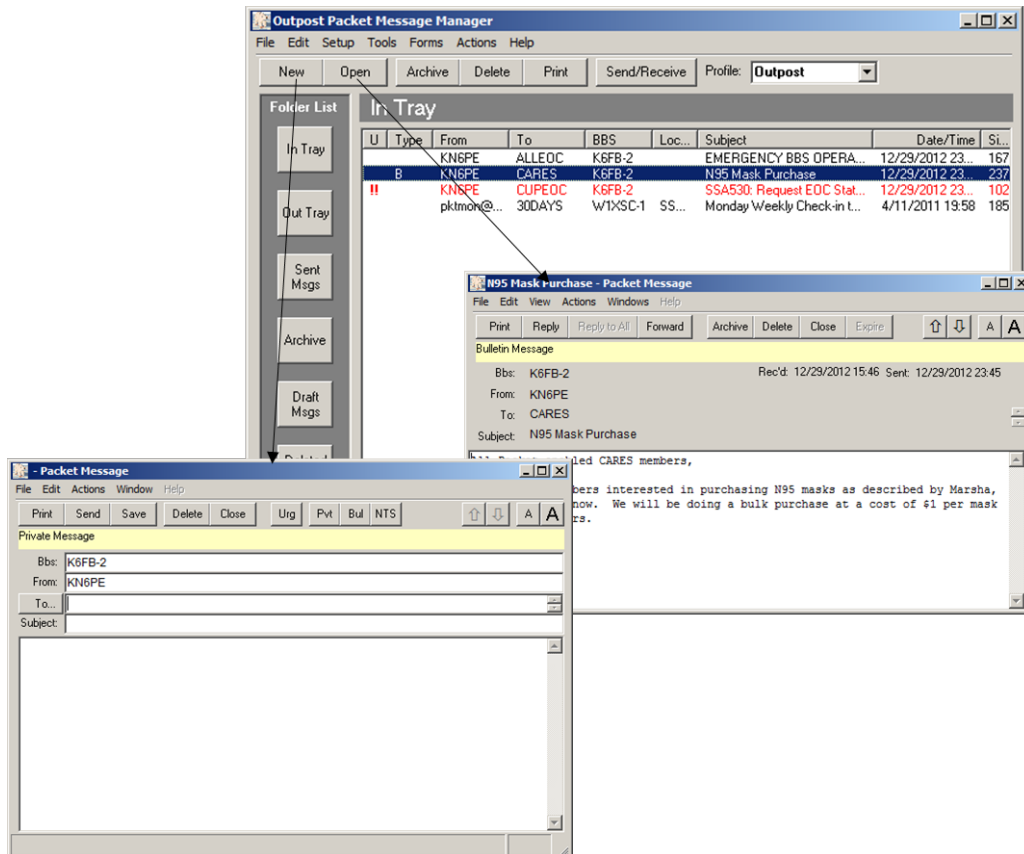 Outpost Packet Message Manager
File Edit Setup Tools Forms Actions Help
New Open Archive Delete Print Send/Receive Profile: Outpost
Folder List In Tray
In Tray
Out Tray
Sent
Msgs
Archive
Draft
Msgs
U Type From To BBS Loc... Subject Date/Time Si...
KN6PE ALLEOC K6FB-2 EMERGENCY BBS OPERA... 12/29/2012 23... 167
B KN6PE CARES K6FB-2 N95 Mask Purchase 12/29/2012 23... 237
!! KN6PE CUPEOC K6FB-2 SSA530: Request EOC Stat... 12/29/2012 23... 102
pktmon@... 30DAYS W1XSC-1 SS... Monday Weekly Check-in t... 4/11/2011 19:58 185
N95 Mask Purchase - Packet Message
File Edit View Actions Windows Help
Print Reply Reply to All Forward Archive Delete Close Expire A A
Bulletin Message
Bbs: K6FB-2 Rec'd: 12/29/2012 15:46 Sent: 12/29/2012 23:45
From: KN6PE
To: CARES
Subject: N95 Mask Purchase
CARES members,
interested in purchasing N95 masks as described by Marsha,
now. We will be doing a bulk purchase at a cost of $1 per mask
- Packet Message
File Edit Actions Window Help
Print Send Save Delete Close Urg Pvt Bul NTS A A
Private Message
Bbs: K6FB-2
From: KN6PE
To...
Subject: